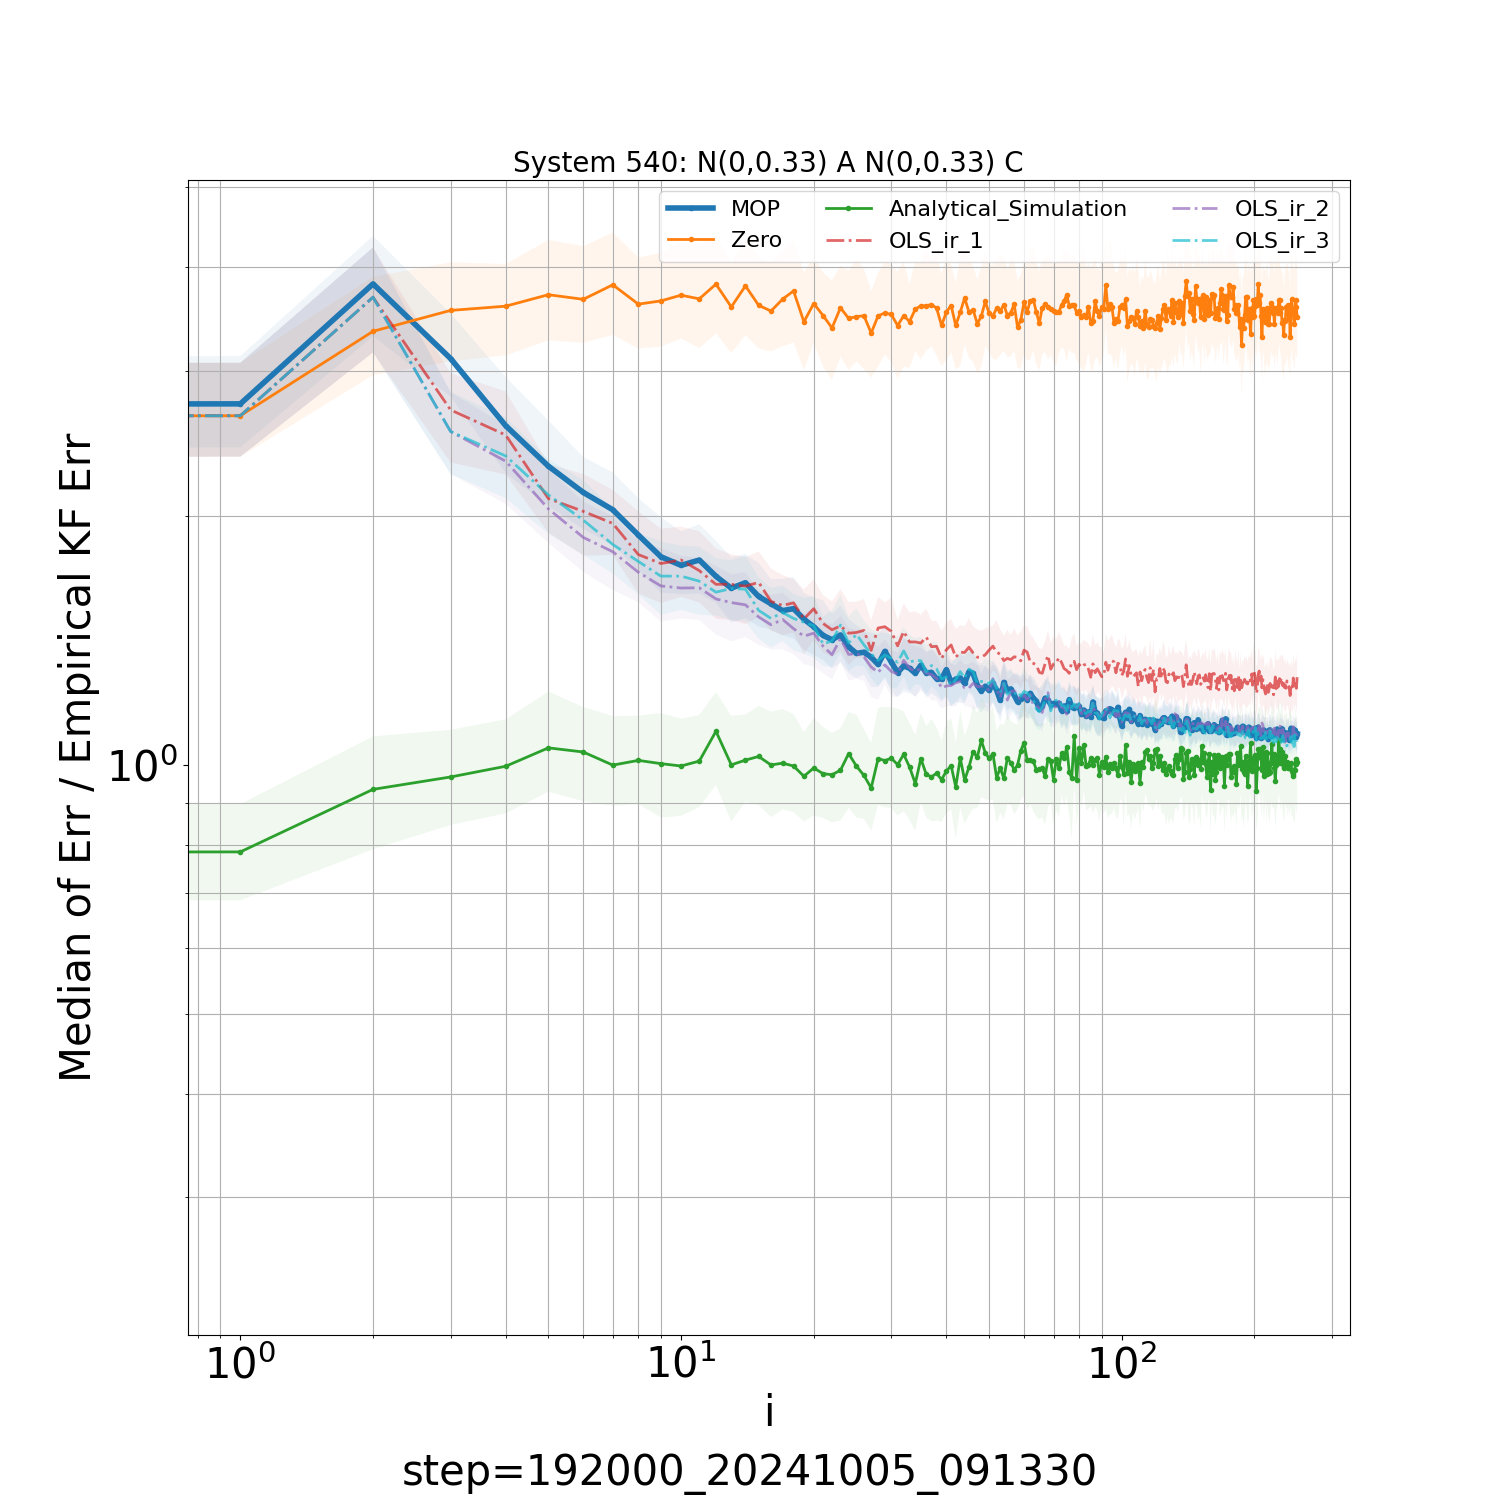 System 540: N(0,0.33) A N(0,0.33) C
MOP
Zero
Analytical_Simulation
OLS_ir_1
OLS_ir_2
OLS_ir_3
Median of Err / Empirical KF Err
10⁰
10⁰
10¹
10²
i
step=192000_20241005_091330